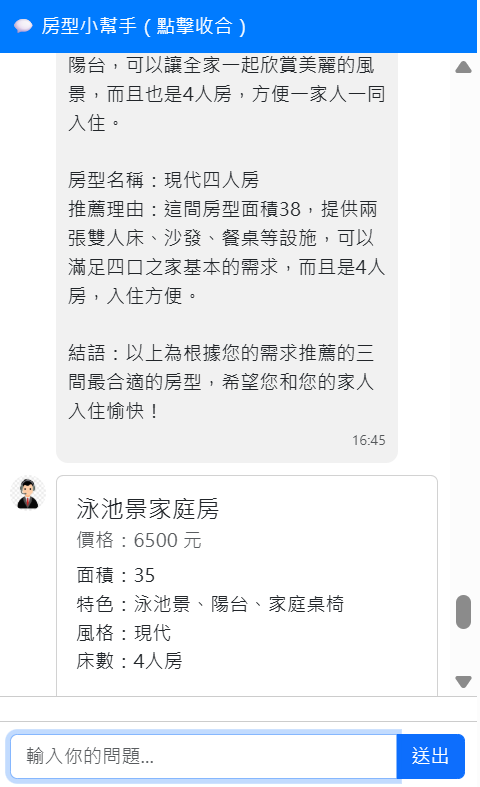 房型小幫手（點擊收合）
陽台，可以讓全家一起欣賞美麗的風
景，而且也是4人房，方便一家人一同
入住。
房型名稱：現代四人房
推薦理由：這間房型面積38，提供兩
張雙人床、沙發、餐桌等設施，可以
滿足四口之家基本的需求，而且是4人
房，入住方便。
結語：以上為根據您的需求推薦的三
間最合適的房型，希望您和您的家人
入住愉快！
16:45
泳池景家庭房
價格：6500 元
面積：35
特色：泳池景、陽台、家庭桌椅
風格：現代
床數：4人房
輸入你的問題...
送出